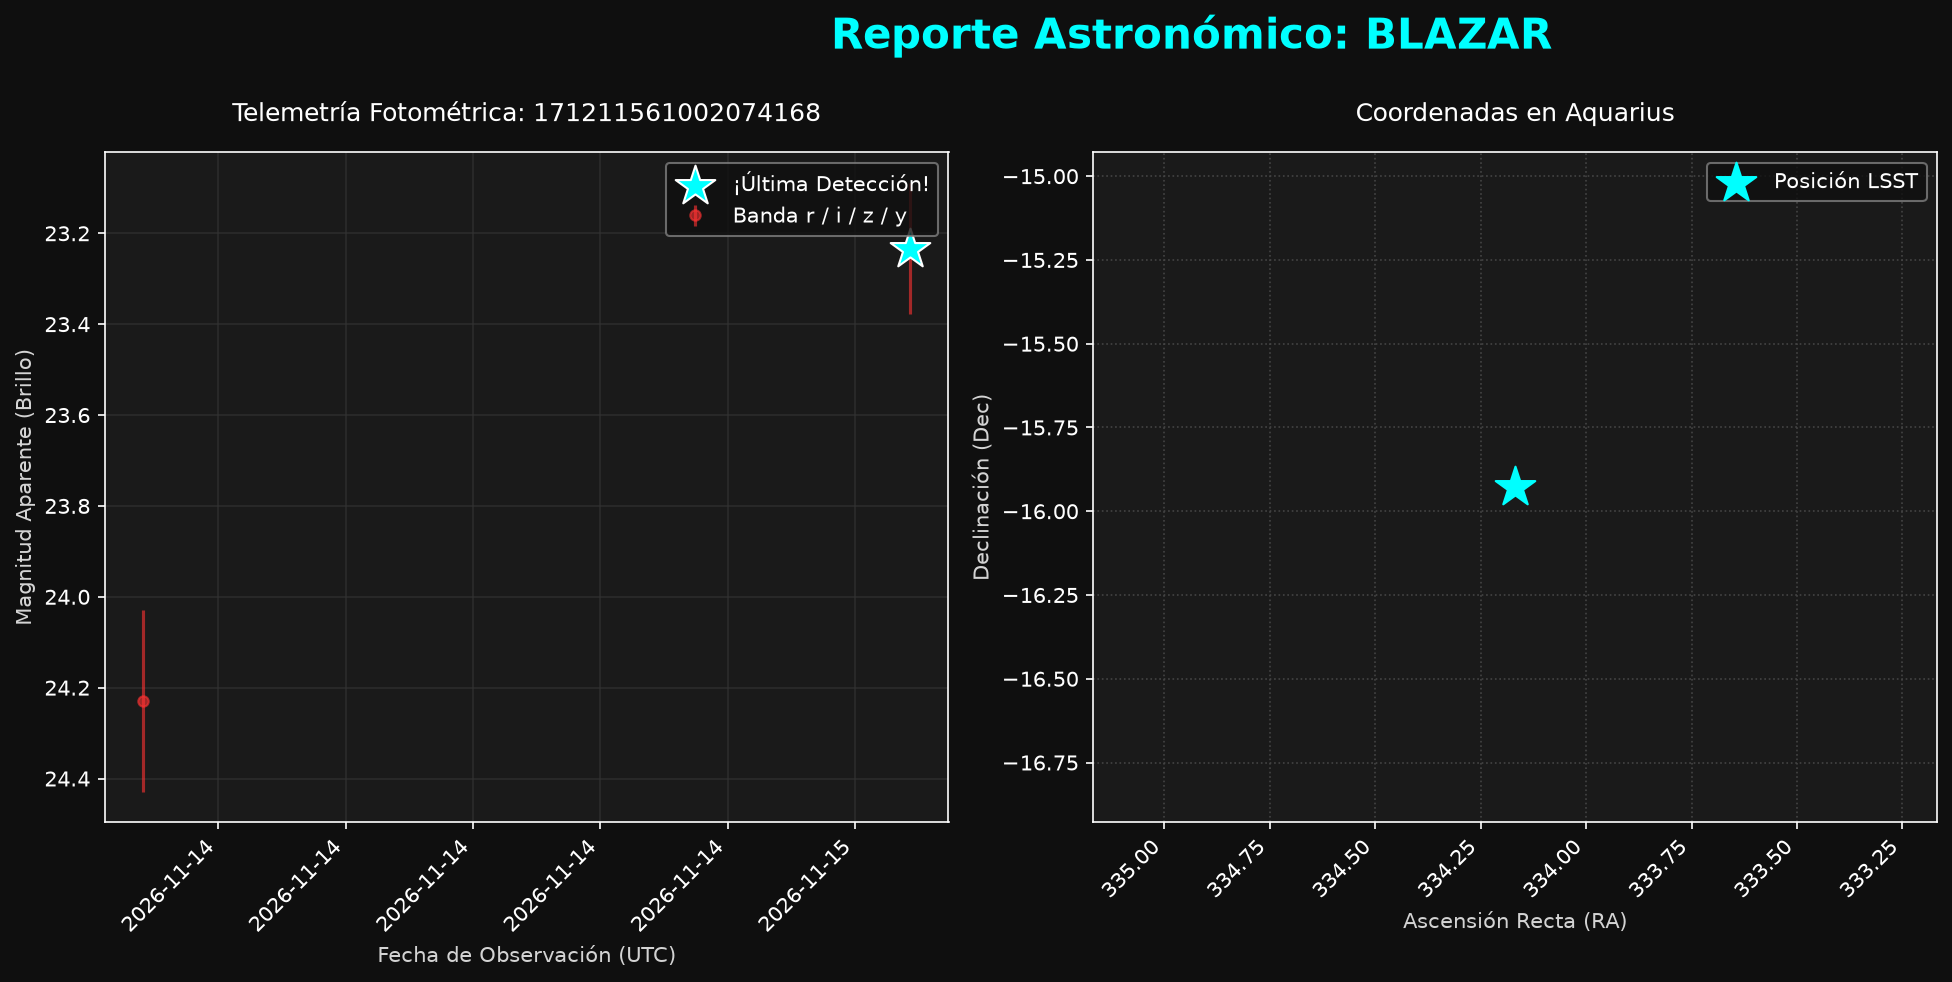 Reporte Astronómico: BLAZAR
Telemetría Fotométrica: 171211561002074168
¡Última Detección!
Banda r / i / z / y
Magnitud Aparente (Brillo)
23.2
23.4
23.6
23.8
24.0
24.2
24.4
2026-11-14
2026-11-14
2026-11-14
2026-11-14
2026-11-14
2026-11-15
Fecha de Observación (UTC)
Coordenadas en Aquarius
Posición LSST
Declinación (Dec)
−15.00
−15.25
−15.50
−15.75
−16.00
−16.25
−16.50
−16.75
335.00
334.75
334.50
334.25
334.00
333.75
333.50
333.25
Ascensión Recta (RA)